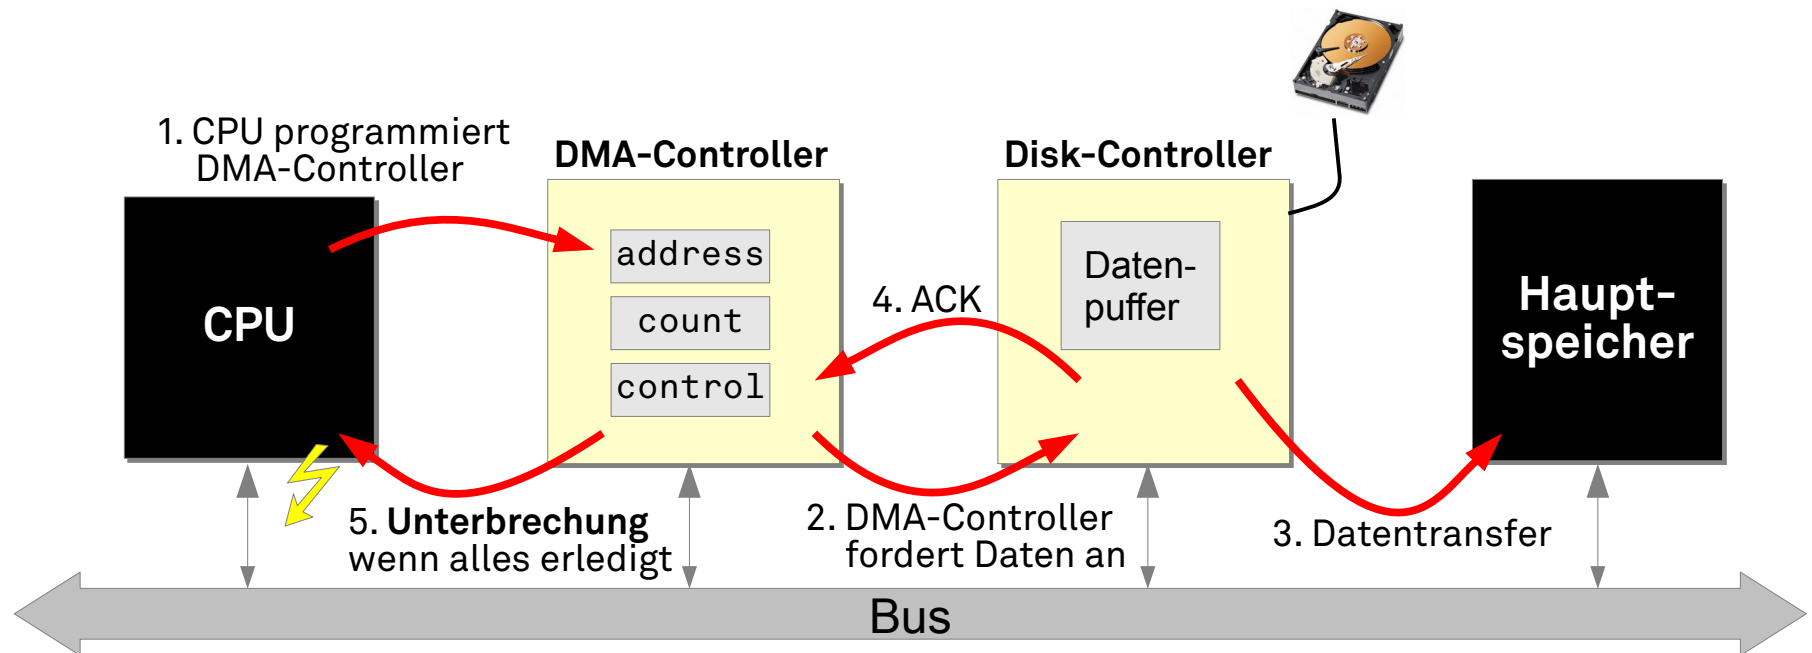 1. CPU programmiert
DMA-Controller
DMA-Controller
Disk-Controller
CPU
address
count
control
4. ACK
Daten-
puffer
Haupt-
speicher
5. Unterbrechung
wenn alles erledigt
2. DMA-Controller
fordert Daten an
3. Datentransfer
Bus